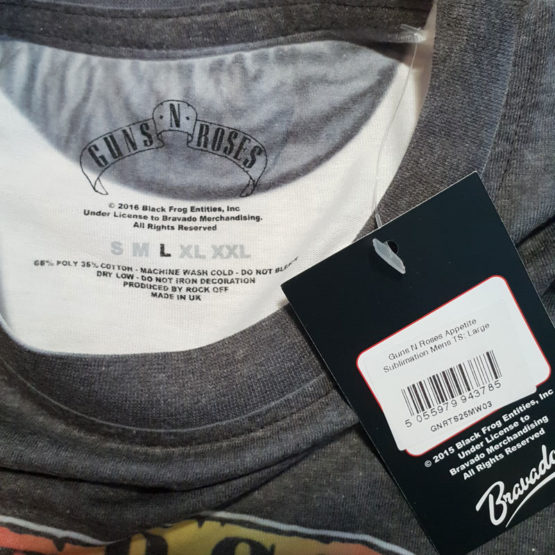 GUNS N ROSES
© 2016 Black Frog Entities, Inc
Under License to Bravado Merchandising.
All Rights Reserved
S M L XL XXL
65% POLY 35% COTTON - MACHINE WASH COLD - DO NOT BLEACH
DRY LOW - DO NOT IRON DECORATION
PRODUCED BY ROCK OFF
MADE IN UK
Guns N Roses Appetite
Sublimation Mens TS: Large
5 055979 943785
GNRTS25MW03
© 2015 Black Frog Entities, Inc
Under License to
Bravado Merchandising
All Rights Reserved
Bravado